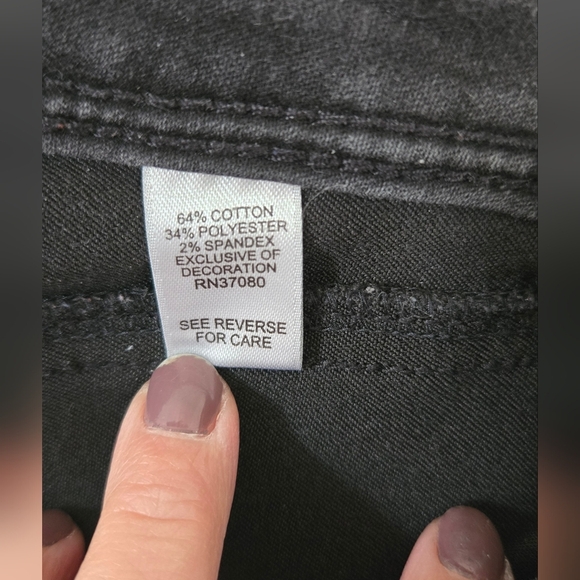 64% COTTON
34% POLYESTER
2% SPANDEX
EXCLUSIVE OF
DECORATION
RN37080
SEE REVERSE
FOR CARE